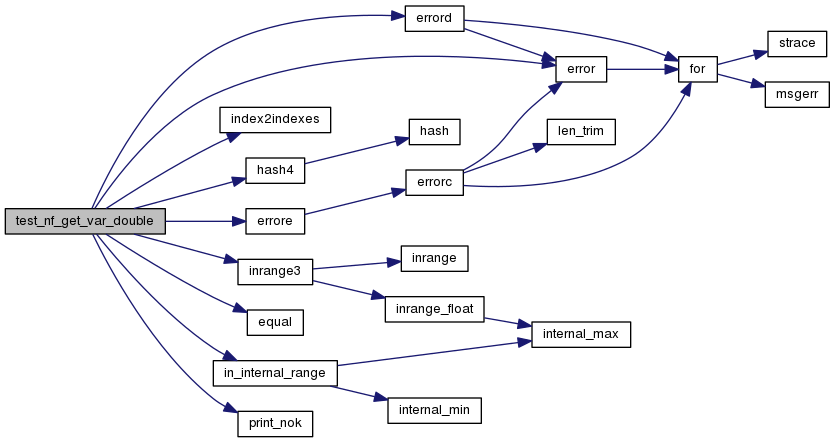 errord
strace
error
for
msgerr
index2indexes
hash
len_trim
hash4
errorc
test_nf_get_var_double
errore
inrange
inrange3
inrange_float
equal
internal_max
in_internal_range
internal_min
print_nok